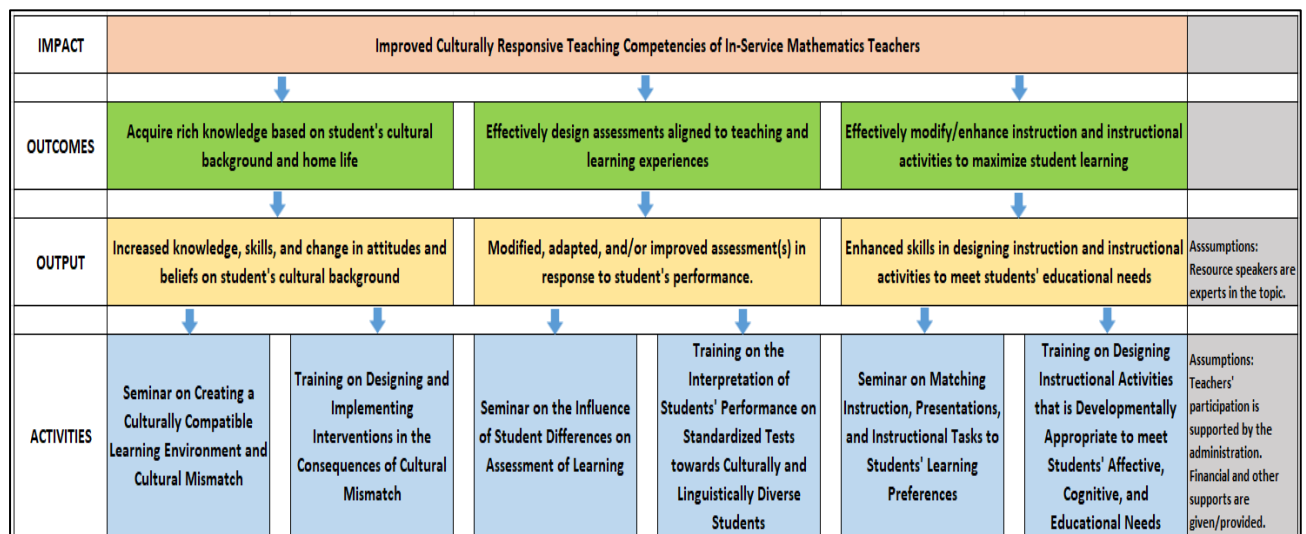 IMPACT
Improved Culturally Responsive Teaching Competencies of In-Service Mathematics Teachers
OUTCOMES
Acquire rich knowledge based on student's cultural
background and home life
Effectively design assessments aligned to teaching and
learning experiences
Effectively modify/enhance instruction and instructional
activities to maximize student learning
OUTPUT
Increased knowledge, skills, and change in attitudes and
beliefs on student's cultural background
Modified, adapted, and/or improved assessment(s) in
response to student's performance.
Enhanced skills in designing instruction and instructional
activities to meet students' educational needs
Asssumptions:
Resource speakers are
experts in the topic.
ACTIVITIES
Seminar on Creating a
Culturally Compatible
Learning Environment and
Cultural Mismatch
Training on Designing and
Implementing
Interventions in the
Consequences of Cultural
Mismatch
Seminar on the Influence
of Student Differences on
Assessment of Learning
Training on the
Interpretation of
Students' Performance on
Standardized Tests
towards Culturally and
Linguistically Diverse
Students
Seminar on Matching
Instruction, Presentations,
and Instructional Tasks to
Students' Learning
Preferences
Training on Designing
Instructional Activities
that is Developmentally
Appropriate to meet
Students' Affective,
Cognitive, and
Educational Needs
Assumptions:
Teachers'
participation is
supported by the
administration.
Financial and other
supports are
given/provided.